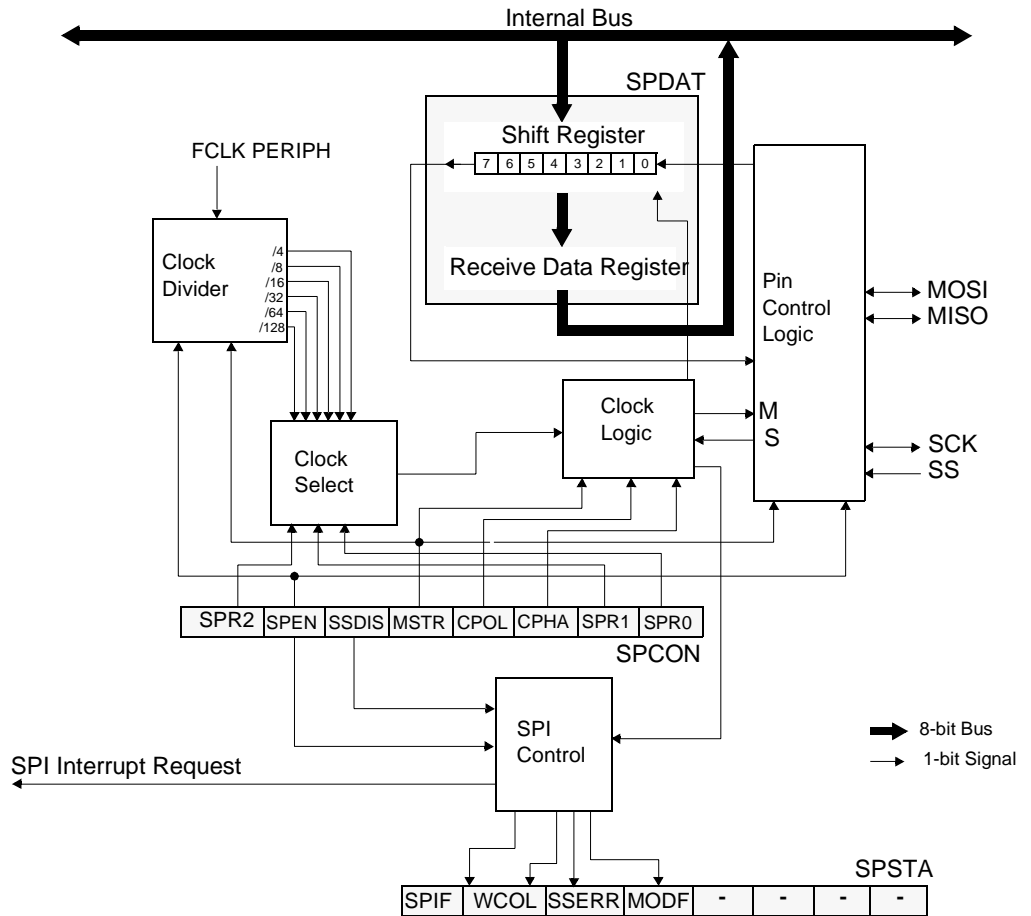 Internal Bus
SPDAT
Shift Register
7 6 5 4 3 2 1 0
FCLK PERIPH
Clock
Divider
/4
/8
/16
/32
/64
/128
Receive Data Register
Pin
Control
Logic
MOSI
MISO
Clock
Logic
M
S
SCK
SS
Clock
Select
SPR2 SPEN SSDIS MSTR CPOL CPHA SPR1 SPR0
SPCON
SPI
Control
8-bit Bus
1-bit Signal
SPI Interrupt Request
SPSTA
SPIF WCOL SSERR MODF - - - -